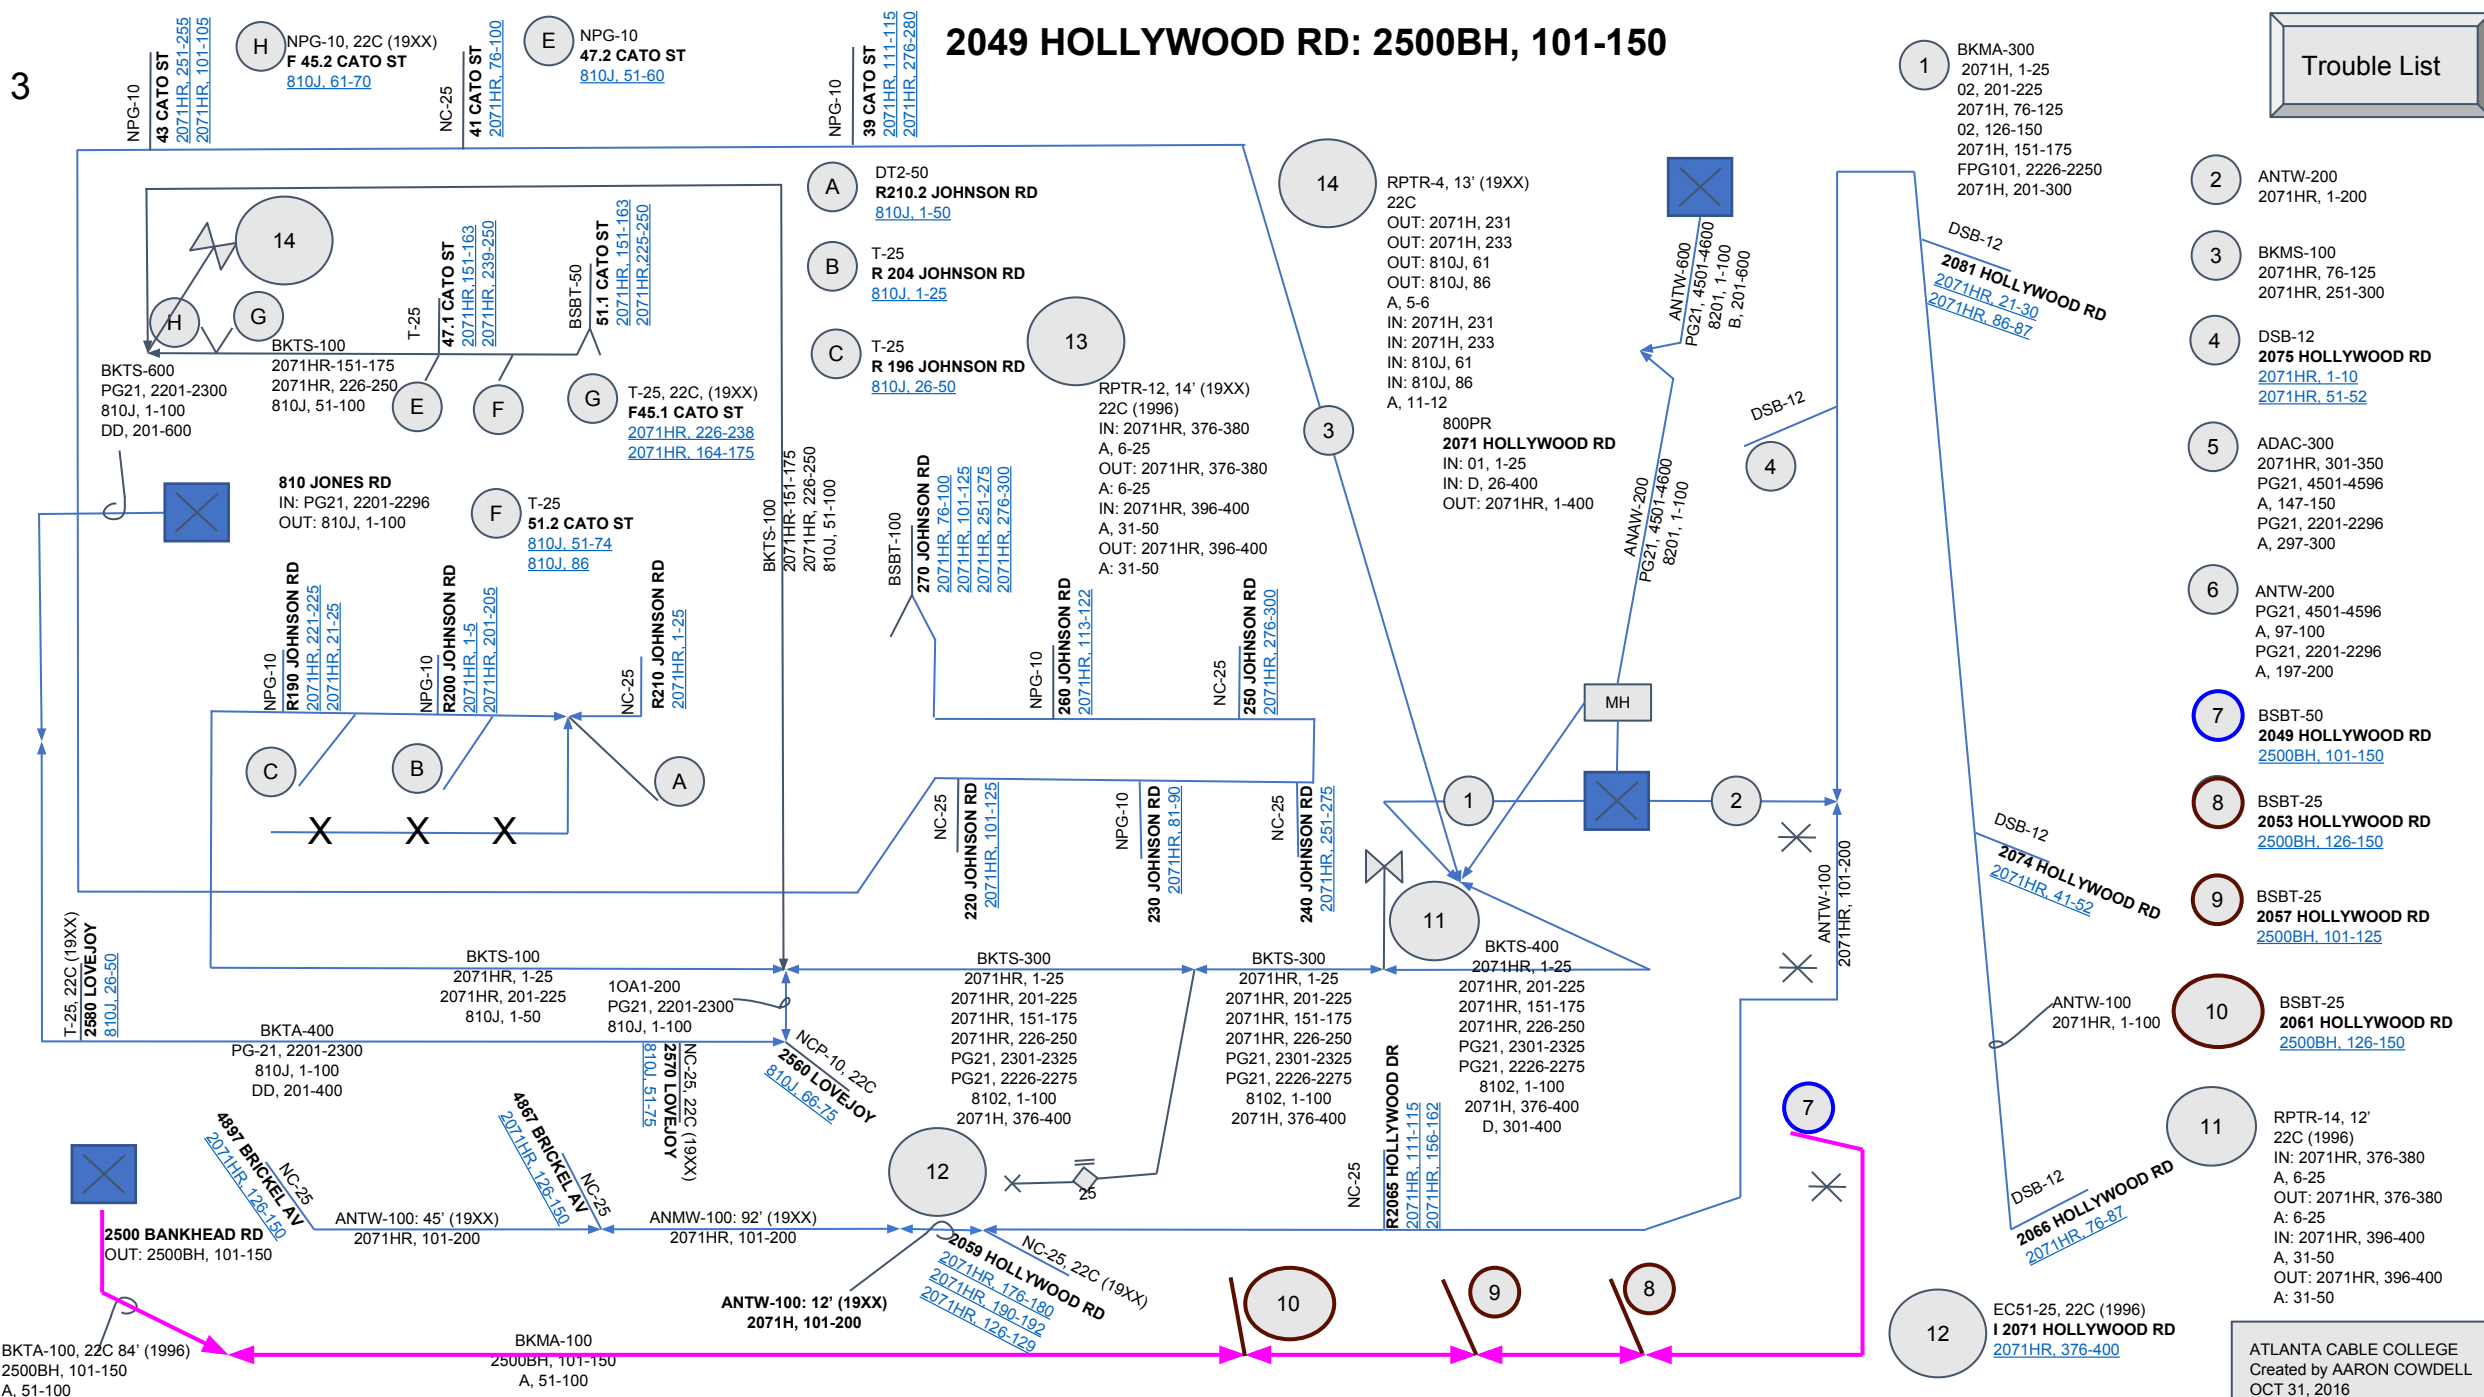 2049 HOLLYWOOD RD: 2500BH, 101-150
3
Trouble List
NPG-10
43 CATO ST
2071HR, 251-255
2071HR, 101-105
H
NPG-10, 22C (19XX)
F 45.2 CATO ST
810J, 61-70
NC-25
41 CATO ST
2071HR, 76-100
E
NPG-10
47.2 CATO ST
810J, 51-60
NPG-10
39 CATO ST
2071HR, 111-115
2071HR, 276-280
14
H
G
T-25
47.1 CATO ST
2071HR,151-163
2071HR, 239-250
BSBT-50
51.1 CATO ST
2071HR, 151-163
2071HR,225-250
BKTS-100
2071HR-151-175
2071HR, 226-250
810J, 51-100
BKTS-600
PG21, 2201-2300
810J, 1-100
DD, 201-600
E
F
G
T-25, 22C, (19XX)
F45.1 CATO ST
2071HR, 226-238
2071HR, 164-175
810 JONES RD
IN: PG21, 2201-2296
OUT: 810J, 1-100
F
T-25
51.2 CATO ST
810J, 51-74
810J, 86
BKTS-100
2071HR-151-175
2071HR, 226-250
810J, 51-100
A
DT2-50
R210.2 JOHNSON RD
810J, 1-50
B
T-25
R 204 JOHNSON RD
810J, 1-25
C
T-25
R 196 JOHNSON RD
810J, 26-50
13
RPTR-12, 14' (19XX)
22C (1996)
IN: 2071HR, 376-380
A, 6-25
OUT: 2071HR, 376-380
A: 6-25
IN: 2071HR, 396-400
A, 31-50
OUT: 2071HR, 396-400
A: 31-50
14
RPTR-4, 13' (19XX)
22C
OUT: 2071H, 231
OUT: 2071H, 233
OUT: 810J, 61
OUT: 810J, 86
A, 5-6
IN: 2071H, 231
IN: 2071H, 233
IN: 810J, 61
IN: 810J, 86
A, 11-12
800PR
2071 HOLLYWOOD RD
IN: 01, 1-25
IN: D, 26-400
OUT: 2071HR, 1-400
3
ANTW-600
PG21, 4501-4600
8201, 1-100
B, 201-600
ANAW-200
PG21, 4501-4600
8201, 1-100
MH
DSB-12
4
DSB-12
2081 HOLLYWOOD RD
2071HR, 21-30
2071HR, 86-87
NPG-10
R190 JOHNSON RD
2071HR, 221-225
2071HR, 21-25
NPG-10
R200 JOHNSON RD
2071HR, 1-5
2071HR, 201-205
NC-25
R210 JOHNSON RD
2071HR, 1-25
C
B
A
X X X
BSBT-100
270 JOHNSON RD
2071HR, 76-100
2071HR, 101-125
2071HR, 251-275
2071HR, 276-300
NPG-10
260 JOHNSON RD
2071HR, 113-122
NC-25
250 JOHNSON RD
2071HR, 276-300
NC-25
220 JOHNSON RD
2071HR, 101-125
NPG-10
230 JOHNSON RD
2071HR, 81-90
NC-25
240 JOHNSON RD
2071HR, 251-275
1
2
11
ANTW-100
2071HR, 101-200
DSB-12
2074 HOLLYWOOD RD
2071HR, 41-52
ANTW-100
2071HR, 1-100
DSB-12
2066 HOLLYWOOD RD
2071HR, 76-87
T-25, 22C (19XX)
2580 LOVEJOY
810J, 26-50
BKTS-100
2071HR, 1-25
2071HR, 201-225
810J, 1-50
1OA1-200
PG21, 2201-2300
810J, 1-100
BKTA-400
PG-21, 2201-2300
810J, 1-100
DD, 201-400
NC-25, 22C (19XX)
2570 LOVEJOY
810J, 51-75
NCP-10, 22C
2560 LOVEJOY
810J, 66-75
BKTS-300
2071HR, 1-25
2071HR, 201-225
2071HR, 151-175
2071HR, 226-250
PG21, 2301-2325
PG21, 2226-2275
8102, 1-100
2071H, 376-400
BKTS-300
2071HR, 1-25
2071HR, 201-225
2071HR, 151-175
2071HR, 226-250
PG21, 2301-2325
PG21, 2226-2275
8102, 1-100
2071H, 376-400
BKTS-400
2071HR, 1-25
2071HR, 201-225
2071HR, 151-175
2071HR, 226-250
PG21, 2301-2325
PG21, 2226-2275
8102, 1-100
2071H, 376-400
D, 301-400
25
12
NC-25
R2065 HOLLYWOOD DR
2071HR, 111-115
2071HR, 156-162
7
2500 BANKHEAD RD
OUT: 2500BH, 101-150
NC-25
4897 BRICKEL AV
2071HR, 126-150
NC-25
4867 BRICKEL AV
2071HR, 126-150
ANTW-100: 45' (19XX)
2071HR, 101-200
ANMW-100: 92' (19XX)
2071HR, 101-200
ANTW-100: 12' (19XX)
2071H, 101-200
NC-25, 22C (19XX)
2059 HOLLYWOOD RD
2071HR, 176-180
2071HR, 190-192
2071HR, 126-129
10
9
8
BKTA-100, 22C 84' (1996)
2500BH, 101-150
A, 51-100
BKMA-100
2500BH, 101-150
A, 51-100
1
BKMA-300
2071H, 1-25
02, 201-225
2071H, 76-125
02, 126-150
2071H, 151-175
FPG101, 2226-2250
2071H, 201-300
2
ANTW-200
2071HR, 1-200
3
BKMS-100
2071HR, 76-125
2071HR, 251-300
4
DSB-12
2075 HOLLYWOOD RD
2071HR, 1-10
2071HR, 51-52
5
ADAC-300
2071HR, 301-350
PG21, 4501-4596
A, 147-150
PG21, 2201-2296
A, 297-300
6
ANTW-200
PG21, 4501-4596
A, 97-100
PG21, 2201-2296
A, 197-200
7
BSBT-50
2049 HOLLYWOOD RD
2500BH, 101-150
8
BSBT-25
2053 HOLLYWOOD RD
2500BH, 126-150
9
BSBT-25
2057 HOLLYWOOD RD
2500BH, 101-125
10
BSBT-25
2061 HOLLYWOOD RD
2500BH, 126-150
11
RPTR-14, 12'
22C (1996)
IN: 2071HR, 376-380
A, 6-25
OUT: 2071HR, 376-380
A: 6-25
IN: 2071HR, 396-400
A, 31-50
OUT: 2071HR, 396-400
A: 31-50
12
EC51-25, 22C (1996)
I 2071 HOLLYWOOD RD
2071HR, 376-400
ATLANTA CABLE COLLEGE
Created by AARON COWDELL
OCT 31, 2016